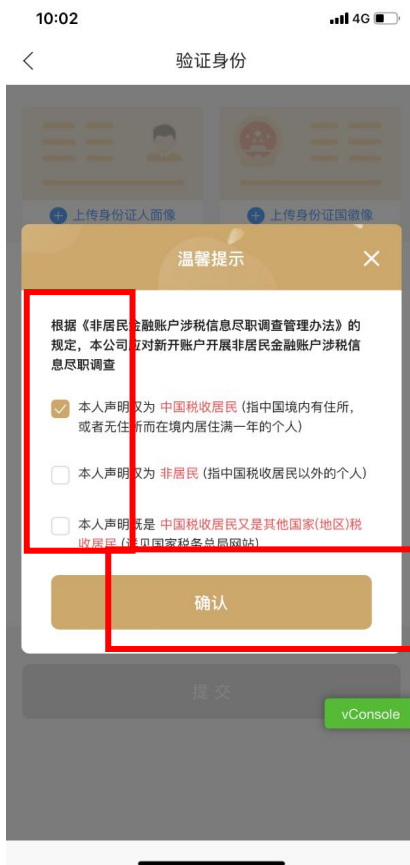 10:02
4G
验证身份
上传身份证人面像
上传身份证国徽像
温馨提示
根据《非居民金融账户涉税信息尽职调查管理办法》的
规定，本公司应对新开账户开展非居民金融账户涉税信
息尽职调查
本人声明仅为 中国税收居民 (指中国境内有住所，
或者无住所而在境内居住满一年的个人)
本人声明仅为 非居民 (指中国税收居民以外的个人)
本人声明既是 中国税收居民又是其他国家(地区)税
收居民 (详见国家税务总局网站)
确认
提 交
vConsole